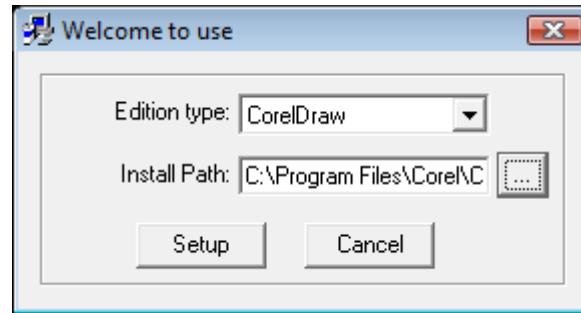 Welcome to use
Edition type: CorelDraw
Install Path: C:\Program Files\Corel\C ...
Setup Cancel